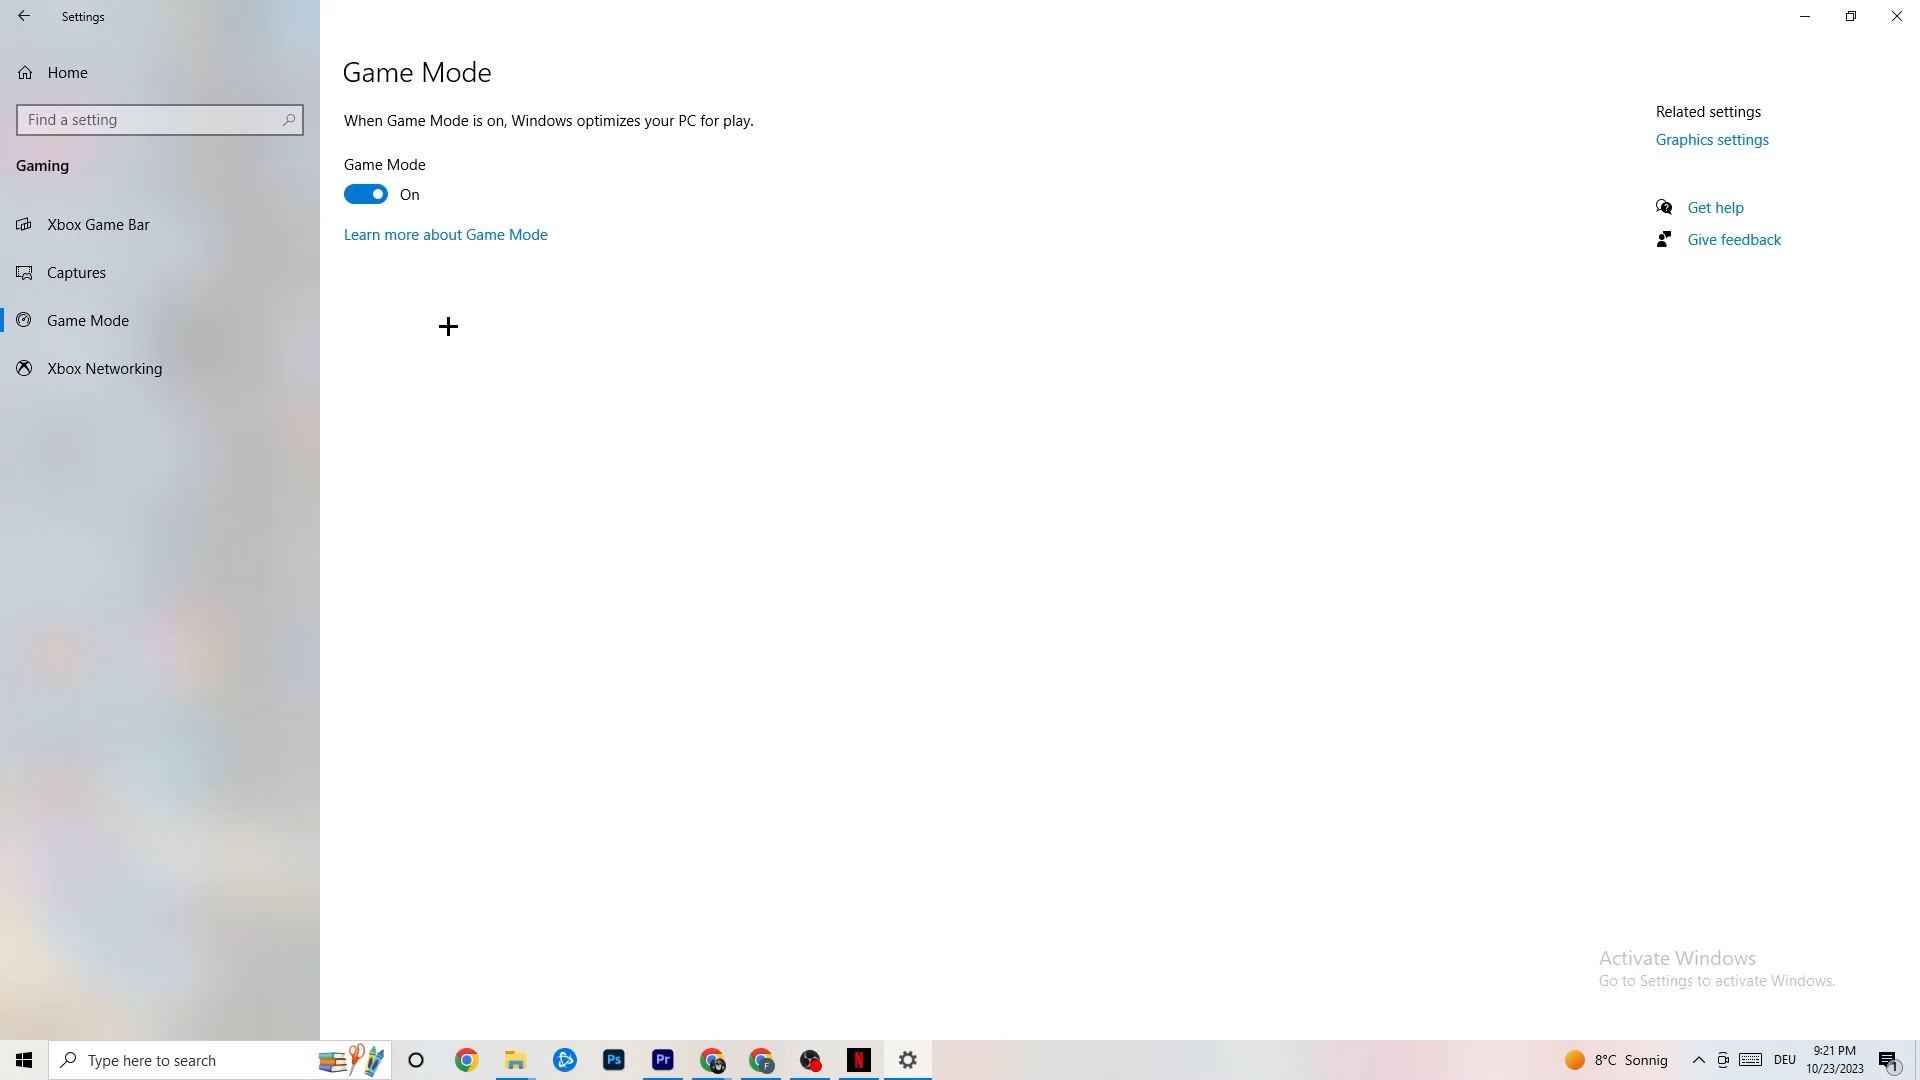 Settings
Home
Find a setting
Gaming
Xbox Game Bar
Captures
Game Mode
Xbox Networking
Game Mode
When Game Mode is on, Windows optimizes your PC for play.
Game Mode
On
Learn more about Game Mode
Related settings
Graphics settings
Get help
Give feedback
Activate Windows
Go to Settings to activate Windows.
Type here to search
Ps
Pr
F
N
8°C Sonnig
DEU
9:21 PM
10/23/2023
1